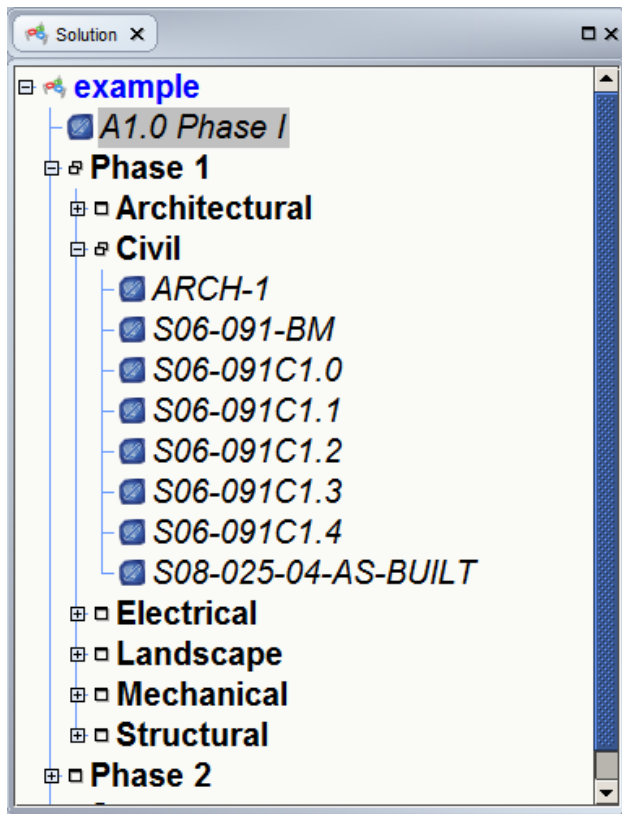 Solution
example
A1.0 Phase I
Phase 1
Architectural
Civil
ARCH-1
S06-091-BM
S06-091C1.0
S06-091C1.1
S06-091C1.2
S06-091C1.3
S06-091C1.4
S08-025-04-AS-BUILT
Electrical
Landscape
Mechanical
Structural
Phase 2